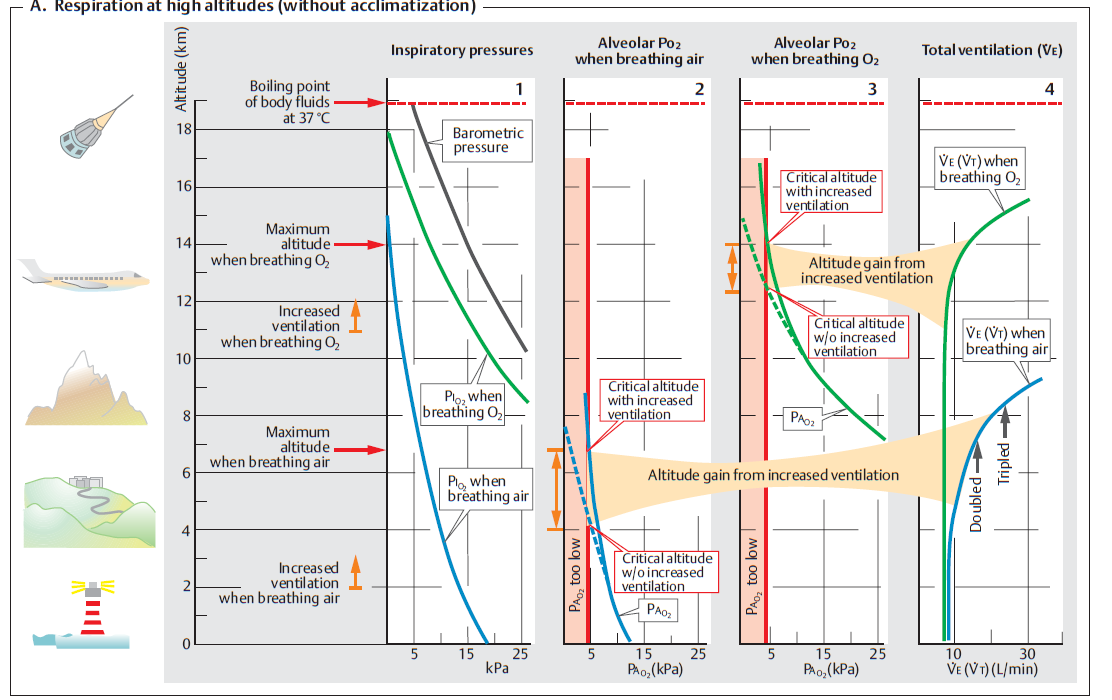 A. Respiration at high altitudes (without acclimatization)
Altitude (km)
Inspiratory pressures
Alveolar PO2
when breathing air
Alveolar PO2
when breathing O2
Total ventilation (V̇E)
1
2
3
4
Boiling point
of body fluids
at 37 °C
18
16
14
12
10
8
6
4
2
0
Maximum
altitude
when breathing O2
Increased
ventilation
when breathing O2
Maximum
altitude
when breathing air
Increased
ventilation
when breathing air
Barometric
pressure
PIO2 when
breathing O2
PIO2 when
breathing air
5
15
25
kPa
Critical altitude
with increased
ventilation
Critical altitude
w/o increased
ventilation
PAO2
PAO2 too low
5
15
25
PAO2 (kPa)
Critical altitude
with increased
ventilation
Critical altitude
w/o increased
ventilation
PAO2
PAO2 too low
5
15
25
PAO2 (kPa)
Altitude gain from
increased ventilation
Altitude gain from increased ventilation
V̇E (V̇T) when
breathing O2
V̇E (V̇T) when
breathing air
Doubled
Tripled
10
20
30
V̇E (V̇T) (L/min)